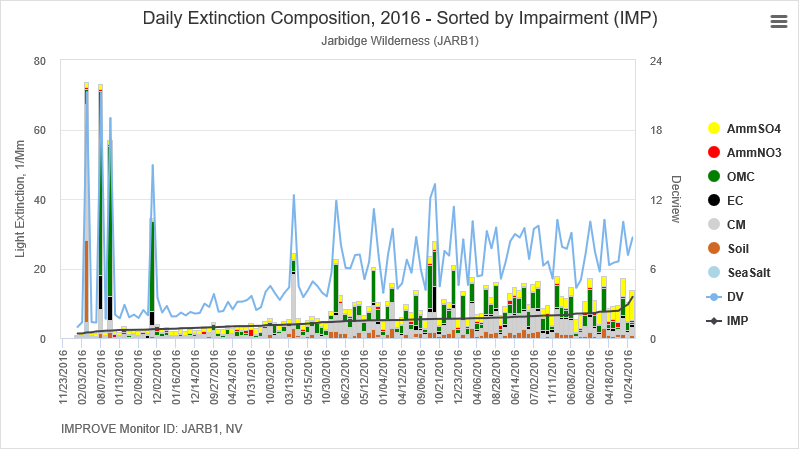 Daily Extinction Composition, 2016 - Sorted by Impairment (IMP)
Jarbidge Wilderness (JARB1)
Light Extinction, 1/Mm
80
60
40
20
0
Deciview
24
18
12
6
0
11/23/2016
02/03/2016
08/07/2016
01/13/2016
02/09/2016
12/02/2016
01/16/2016
12/14/2016
09/27/2016
04/24/2016
01/31/2016
10/03/2016
03/13/2016
05/15/2016
10/30/2016
06/23/2016
05/12/2016
01/04/2016
04/12/2016
09/06/2016
10/21/2016
12/23/2016
04/06/2016
08/28/2016
06/14/2016
07/02/2016
11/11/2016
06/08/2016
06/02/2016
04/18/2016
10/24/2016
AmmSO4
AmmNO3
OMC
EC
CM
Soil
SeaSalt
DV
IMP
IMPROVE Monitor ID: JARB1, NV